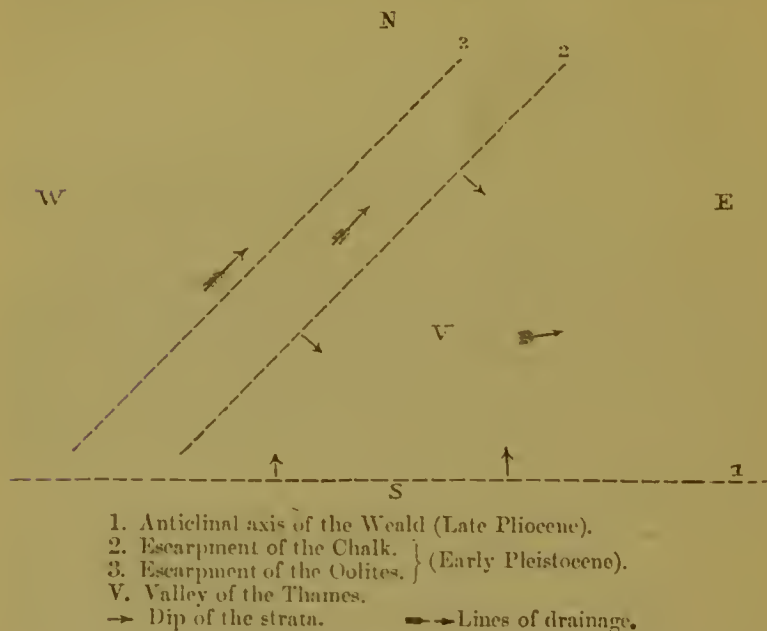 N
3 2
W E
V
1
S
1. Anticlinal axis of the Weald (Late Pliocene).
2. Escarpment of the Chalk. } (Early Pleistocene).
3. Escarpment of the Oolites.
V. Valley of the Thames.
→ Dip of the strata. → Lines of drainage.